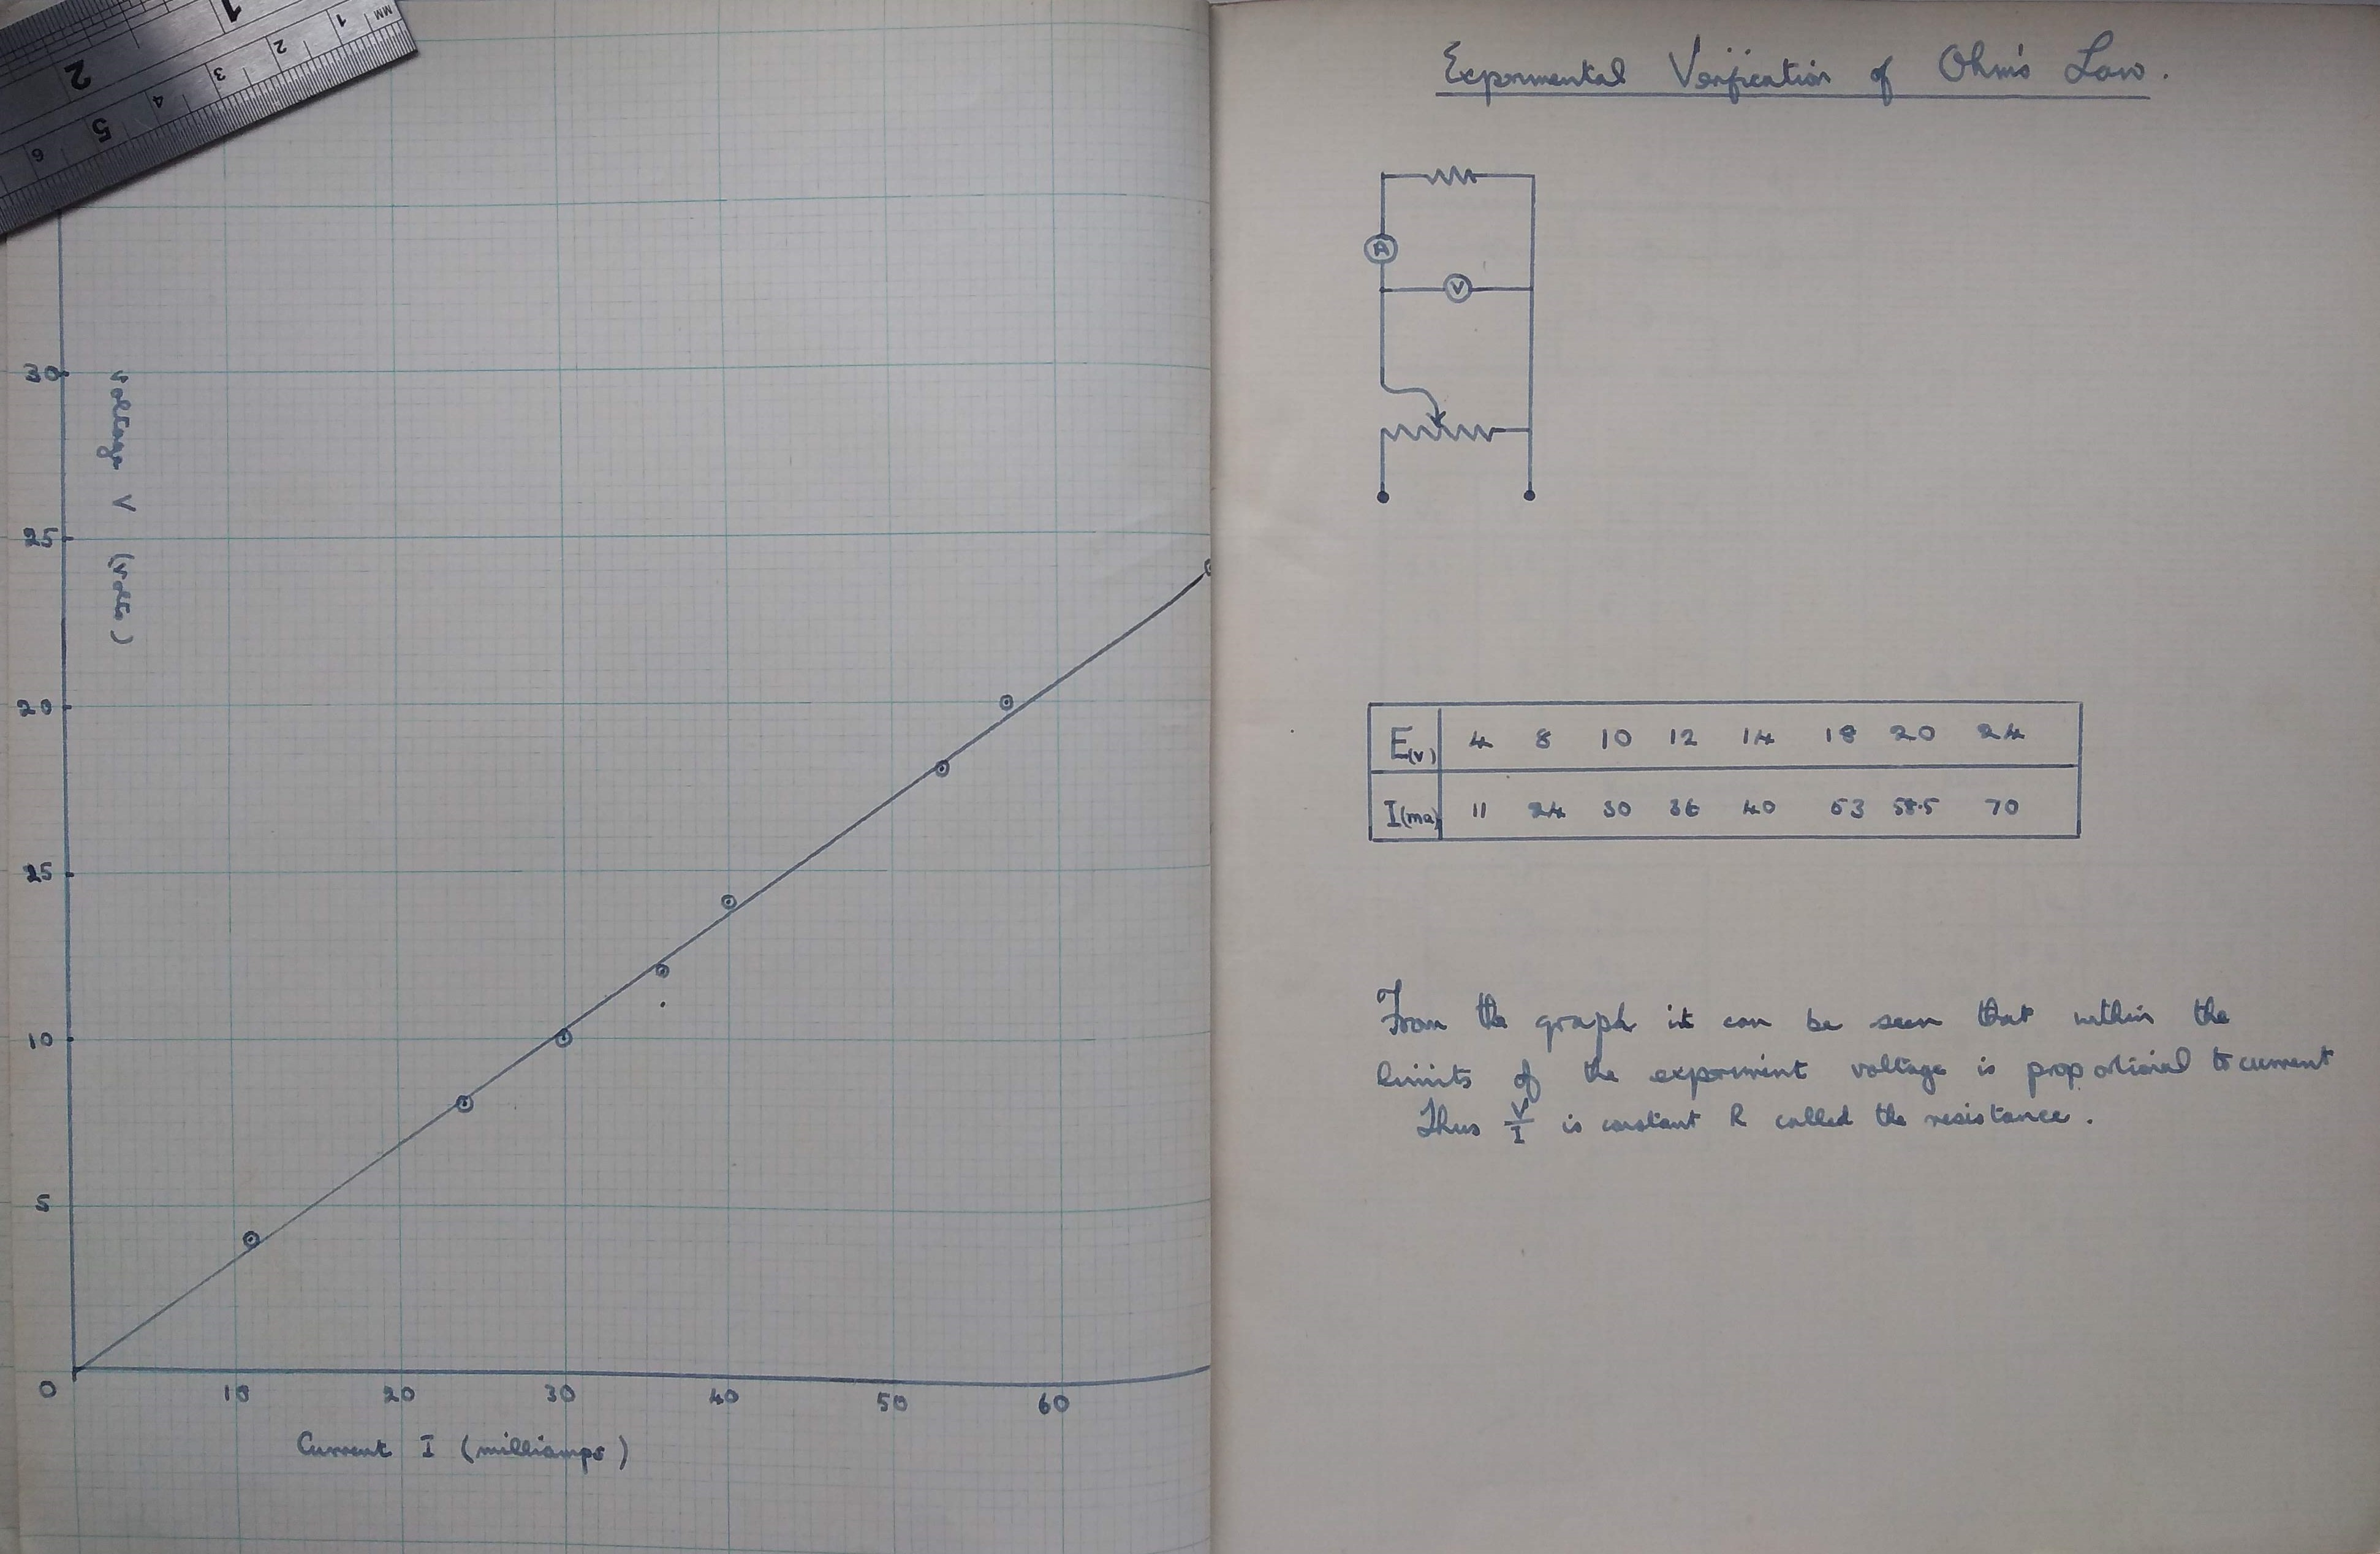 MM
1
2
3
4
5
6
1
2
30
25
20
25
10
5
0
voltage V (volts)
10 20 30 40 50 60
Current I (milliamps)
Experimental Verification of Ohm's Law.
A
V
E(v) 4 8 10 12 14 18 20 24
I(ma) 11 24 30 36 40 53 58.5 70
From the graph it can be seen that within the
limits of the experiment voltage is proportional to current
Thus V/I is constant R called the resistance.